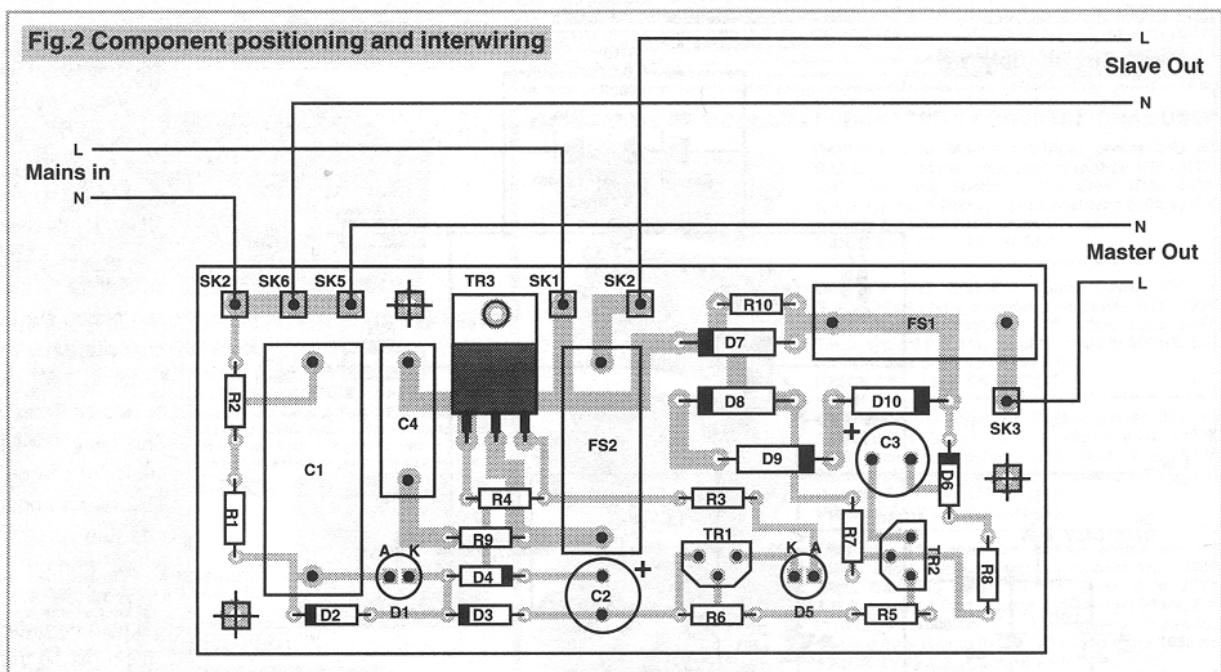 Fig.2 Component positioning and interwiring
L
Slave Out
N
L
Mains in
N
N
Master Out
L
SK2 SK6 SK5 TR3 SK1 SK2
R10
FS1
D7
R2
C4
D8
D10
SK3
C1
FS2
C3
+
D9
D6
R4
R3
R1
R9
TR1
R7
TR2
A K
K A
D4
+
C2
R8
D2
D1
D3
R6
D5
R5